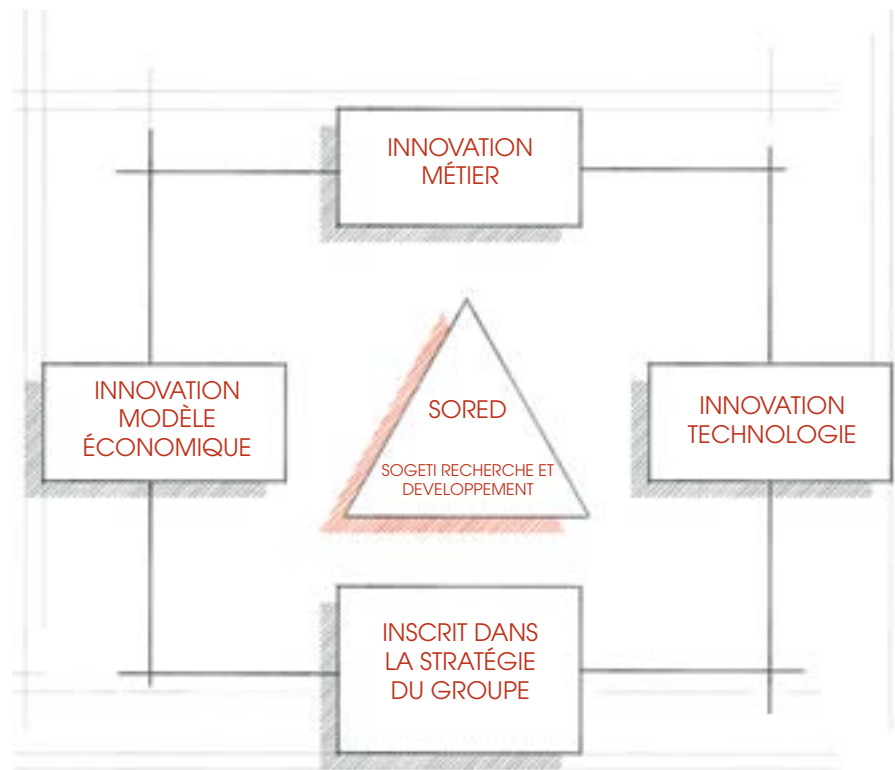 INNOVATION
MÉTIER
INNOVATION
MODÈLE
ÉCONOMIQUE
SORED
SOGETI RECHERCHE ET
DEVELOPPEMENT
INNOVATION
TECHNOLOGIE
INSCRIT DANS
LA STRATÉGIE
DU GROUPE